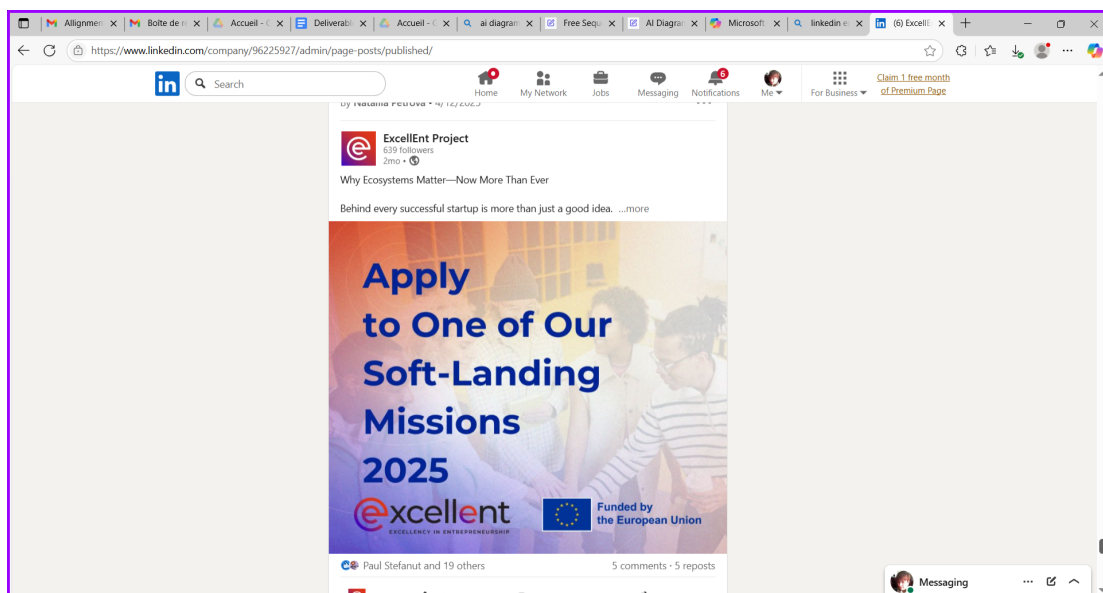 Allignmen
Boîte de ré
Accueil - G
Deliverable
Accueil - G
ai diagram
Free Sequ
AI Diagram
Microsoft
linkedin e
(6) ExcellE
https://www.linkedin.com/company/96225927/admin/page-posts/published/
in
Search
Home
My Network
Jobs
Messaging
6
Notifications
Me
For Business
Claim 1 free month
of Premium Page
by Nataliia Petrova • 4/12/2025
ExcellEnt Project
639 followers
2mo •
Why Ecosystems Matter—Now More Than Ever
Behind every successful startup is more than just a good idea. ...more
Apply
to One of Our
Soft-Landing
Missions
2025
excellent
EXCELLENCY IN ENTREPRENEURSHIP
Funded by
the European Union
Paul Stefanut and 19 others
5 comments · 5 reposts
Messaging